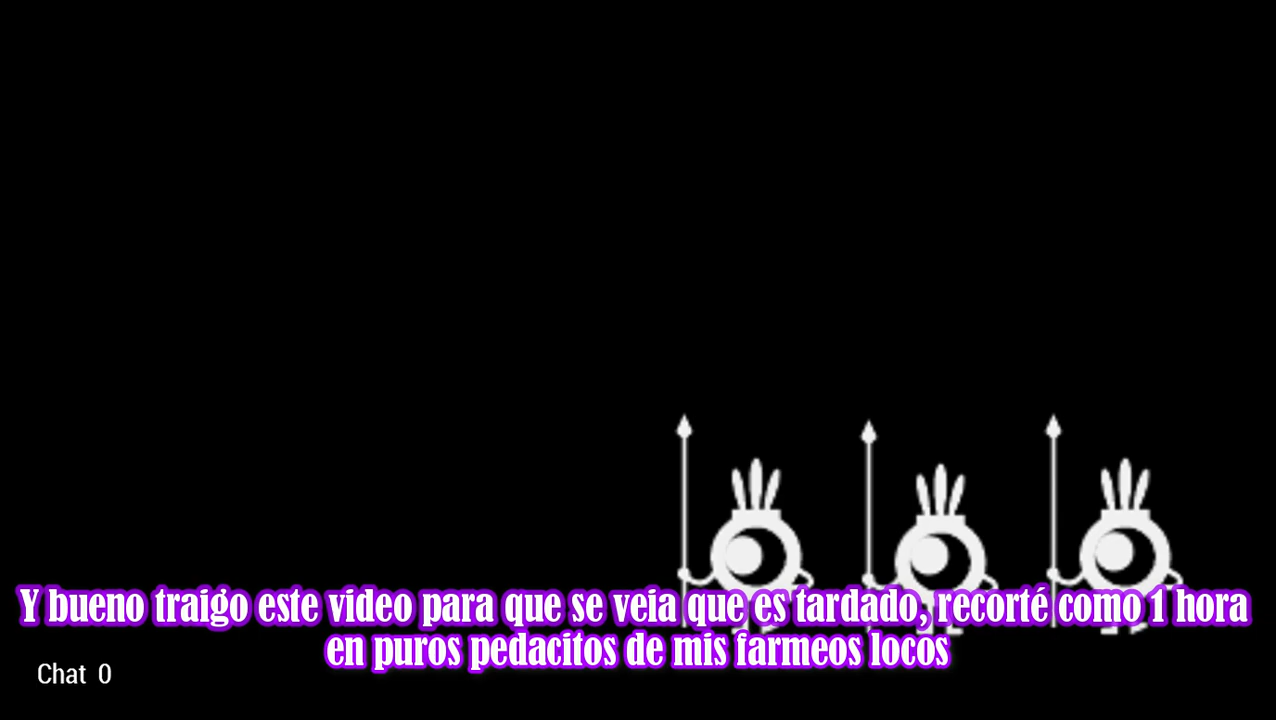 Y bueno traigo este video para que se veia que es tardado, recorté como 1 hora
en puros pedacitos de mis farmeos locos
Chat 0